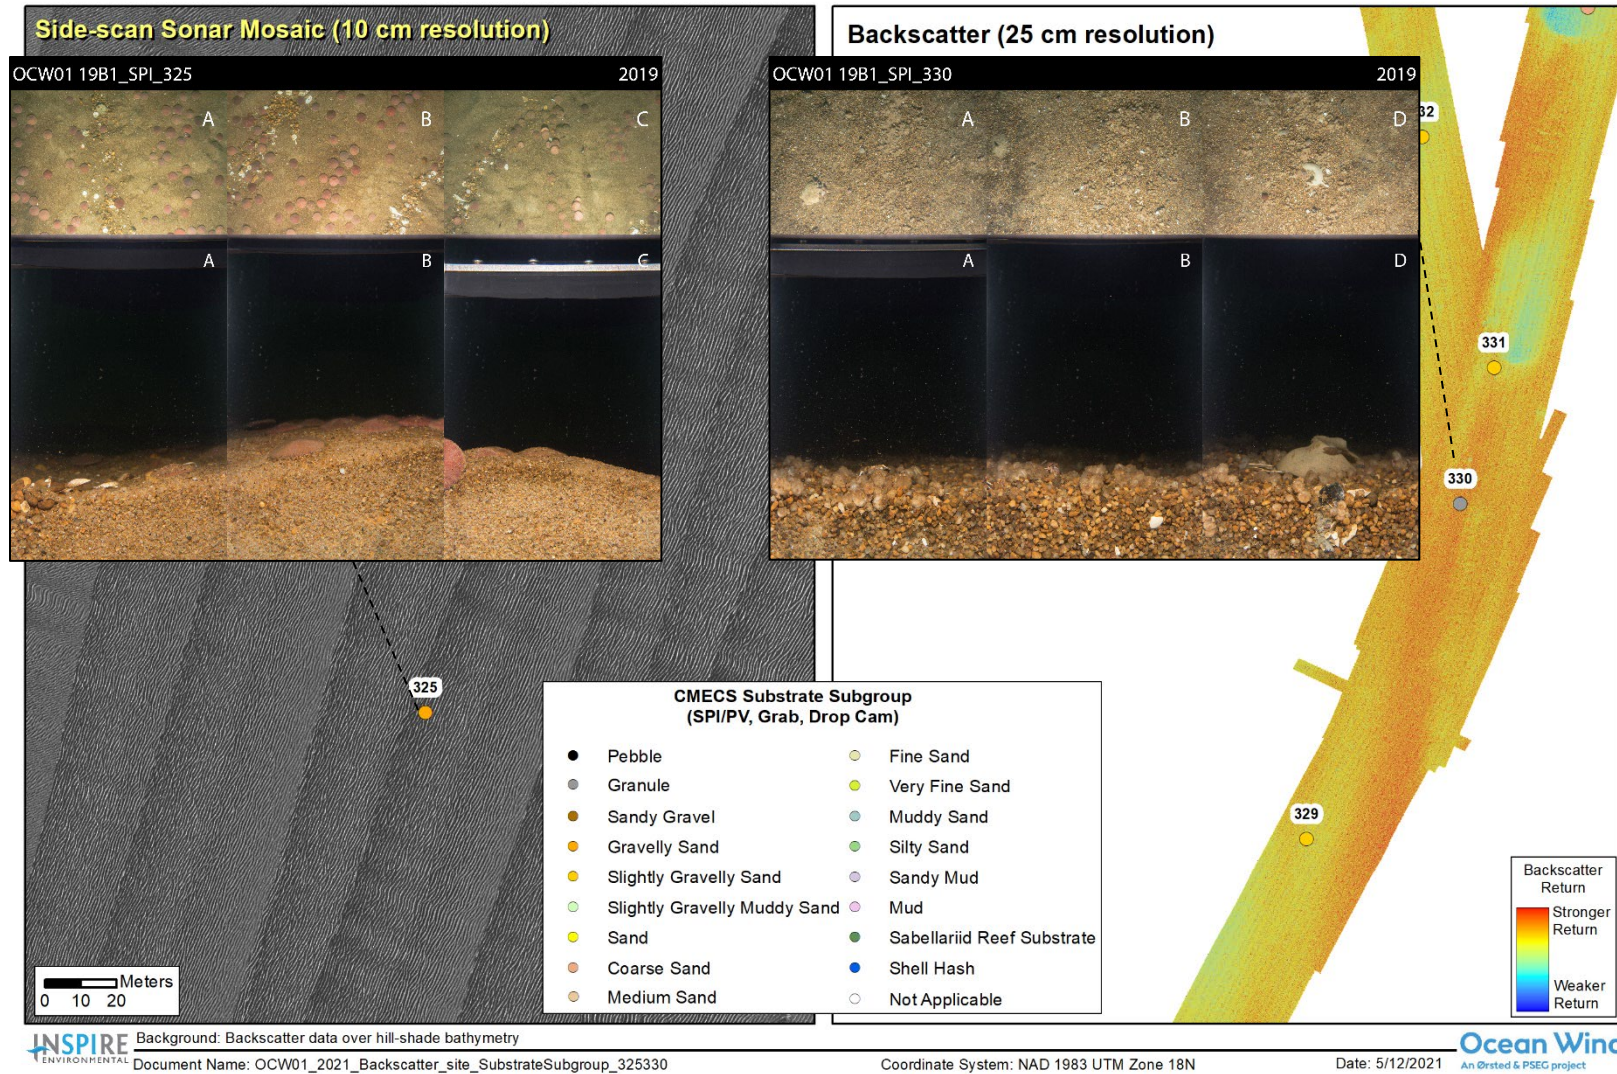 Side-scan Sonar Mosaic (10 cm resolution)
OCW01 19B1_SPI_325 2019
A B C
A B C
325
Meters
0 10 20
Backscatter (25 cm resolution)
OCW01 19B1_SPI_330 2019
A B D
A B D
32
331
330
329
CMECS Substrate Subgroup
(SPI/PV, Grab, Drop Cam)
Pebble
Granule
Sandy Gravel
Gravelly Sand
Slightly Gravelly Sand
Slightly Gravelly Muddy Sand
Sand
Coarse Sand
Medium Sand
Fine Sand
Very Fine Sand
Muddy Sand
Silty Sand
Sandy Mud
Mud
Sabellariid Reef Substrate
Shell Hash
Not Applicable
Backscatter
Return
Stronger
Return
Weaker
Return
INSPIRE
ENVIRONMENTAL
Background: Backscatter data over hill-shade bathymetry
Document Name: OCW01_2021_Backscatter_site_SubstrateSubgroup_325330
Coordinate System: NAD 1983 UTM Zone 18N
Date: 5/12/2021
Ocean Wind
An Ørsted & PSEG project